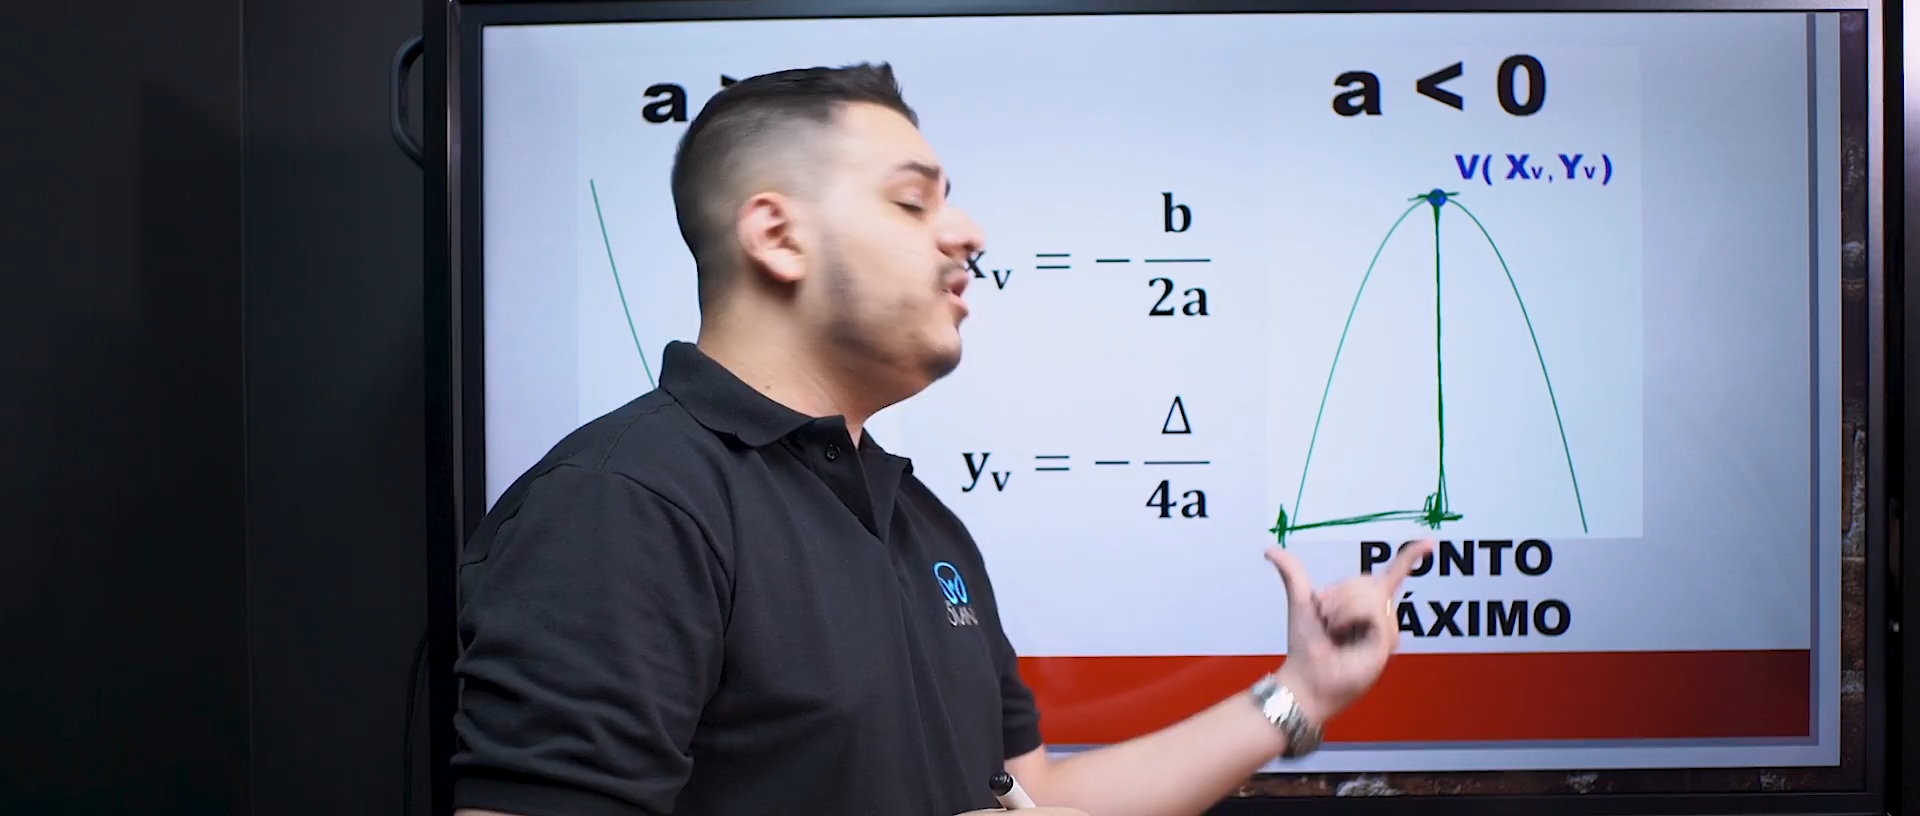 a
a < 0
V( Xv, Yv)
xv = - b/2a
yv = - Δ/4a
PONTO
ÁXIMO